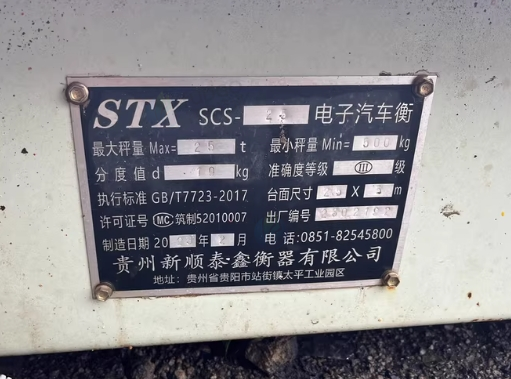 STX SCS- 电子汽车衡
最大秤量 Max= 25 t 最小秤量 Min= 500 kg
分度值 d kg 准确度等级 III 级
执行标准 GB/T7723-2017 台面尺寸 X m
许可证号 MC 筑制52010007 出厂编号
制造日期 20 年 月 电话:0851-82545800
贵州新顺泰鑫衡器有限公司
地址:贵州省贵阳市站街镇太平工业园区